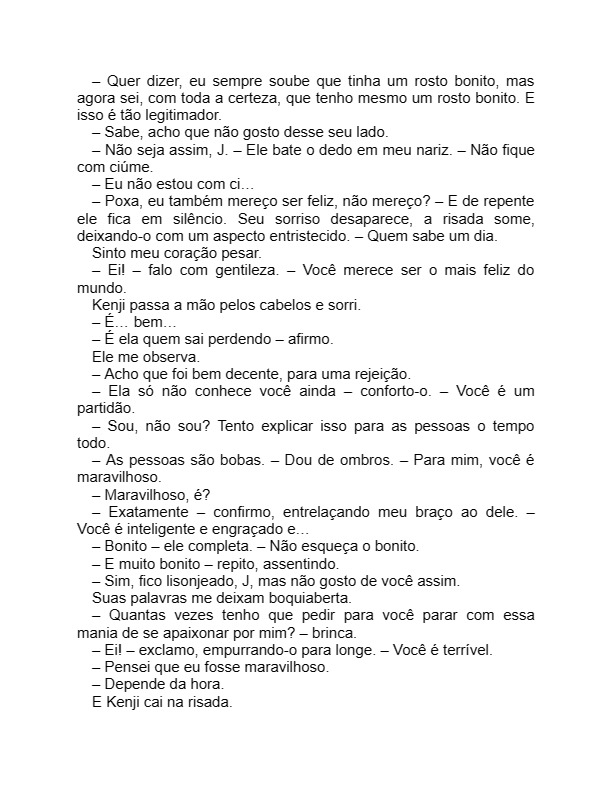 – Quer dizer, eu sempre soube que tinha um rosto bonito, mas
agora sei, com toda a certeza, que tenho mesmo um rosto bonito. E
isso é tão legitimador.
– Sabe, acho que não gosto desse seu lado.
– Não seja assim, J. – Ele bate o dedo em meu nariz. – Não fique
com ciúme.
– Eu não estou com ci…
– Poxa, eu também mereço ser feliz, não mereço? – E de repente
ele fica em silêncio. Seu sorriso desaparece, a risada some,
deixando-o com um aspecto entristecido. – Quem sabe um dia.
Sinto meu coração pesar.
– Ei! – falo com gentileza. – Você merece ser o mais feliz do
mundo.
Kenji passa a mão pelos cabelos e sorri.
– É… bem…
– É ela quem sai perdendo – afirmo.
Ele me observa.
– Acho que foi bem decente, para uma rejeição.
– Ela só não conhece você ainda – conforto-o. – Você é um
partidão.
– Sou, não sou? Tento explicar isso para as pessoas o tempo
todo.
– As pessoas são bobas. – Dou de ombros. – Para mim, você é
maravilhoso.
– Maravilhoso, é?
– Exatamente – confirmo, entrelaçando meu braço ao dele. –
Você é inteligente e engraçado e…
– Bonito – ele completa. – Não esqueça o bonito.
– E muito bonito – repito, assentindo.
– Sim, fico lisonjeado, J, mas não gosto de você assim.
Suas palavras me deixam boquiaberta.
– Quantas vezes tenho que pedir para você parar com essa
mania de se apaixonar por mim? – brinca.
– Ei! – exclamo, empurrando-o para longe. – Você é terrível.
– Pensei que eu fosse maravilhoso.
– Depende da hora.
E Kenji cai na risada.